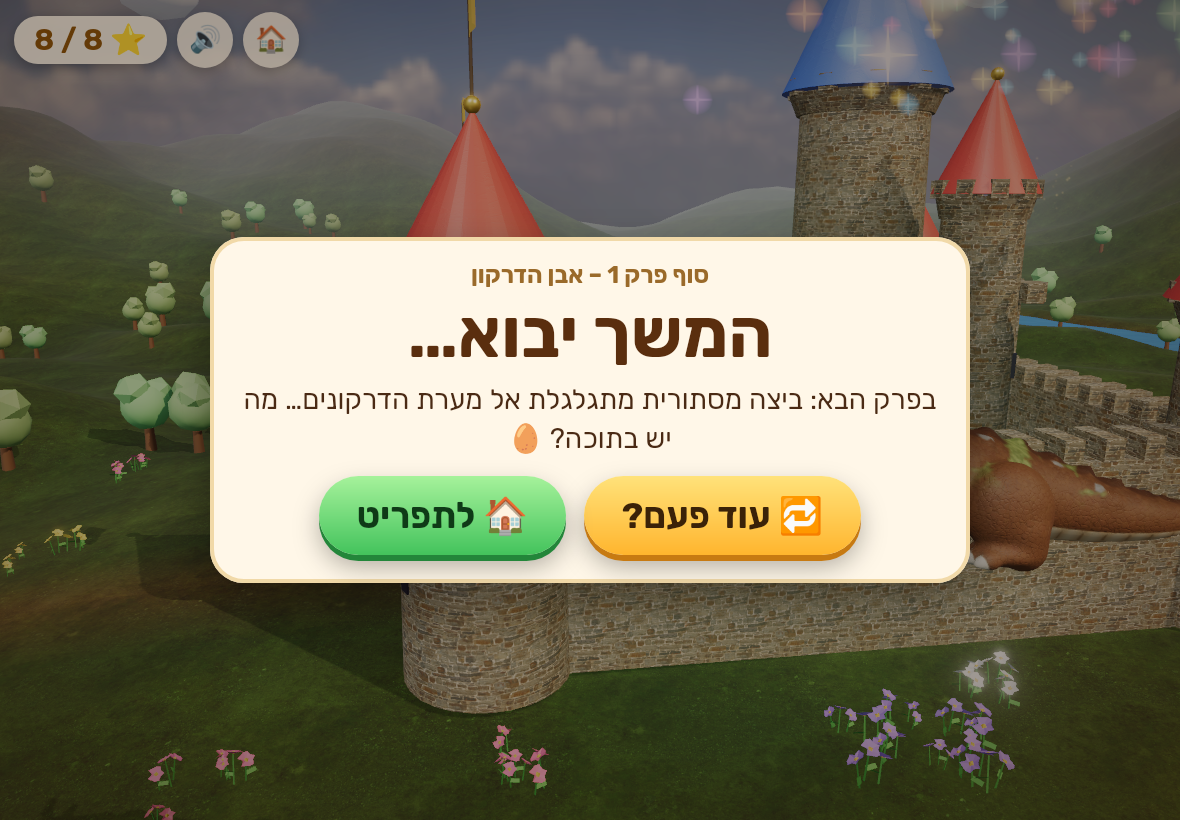 8 / 8 ⭐
סוף פרק 1 – אבן הדרקון
המשך יבוא...
בפרק הבא: ביצה מסתורית מתגלגלת אל מערת הדרקונים... מה
יש בתוכה? 🥚
🔁 עוד פעם?
🏠 לתפריט